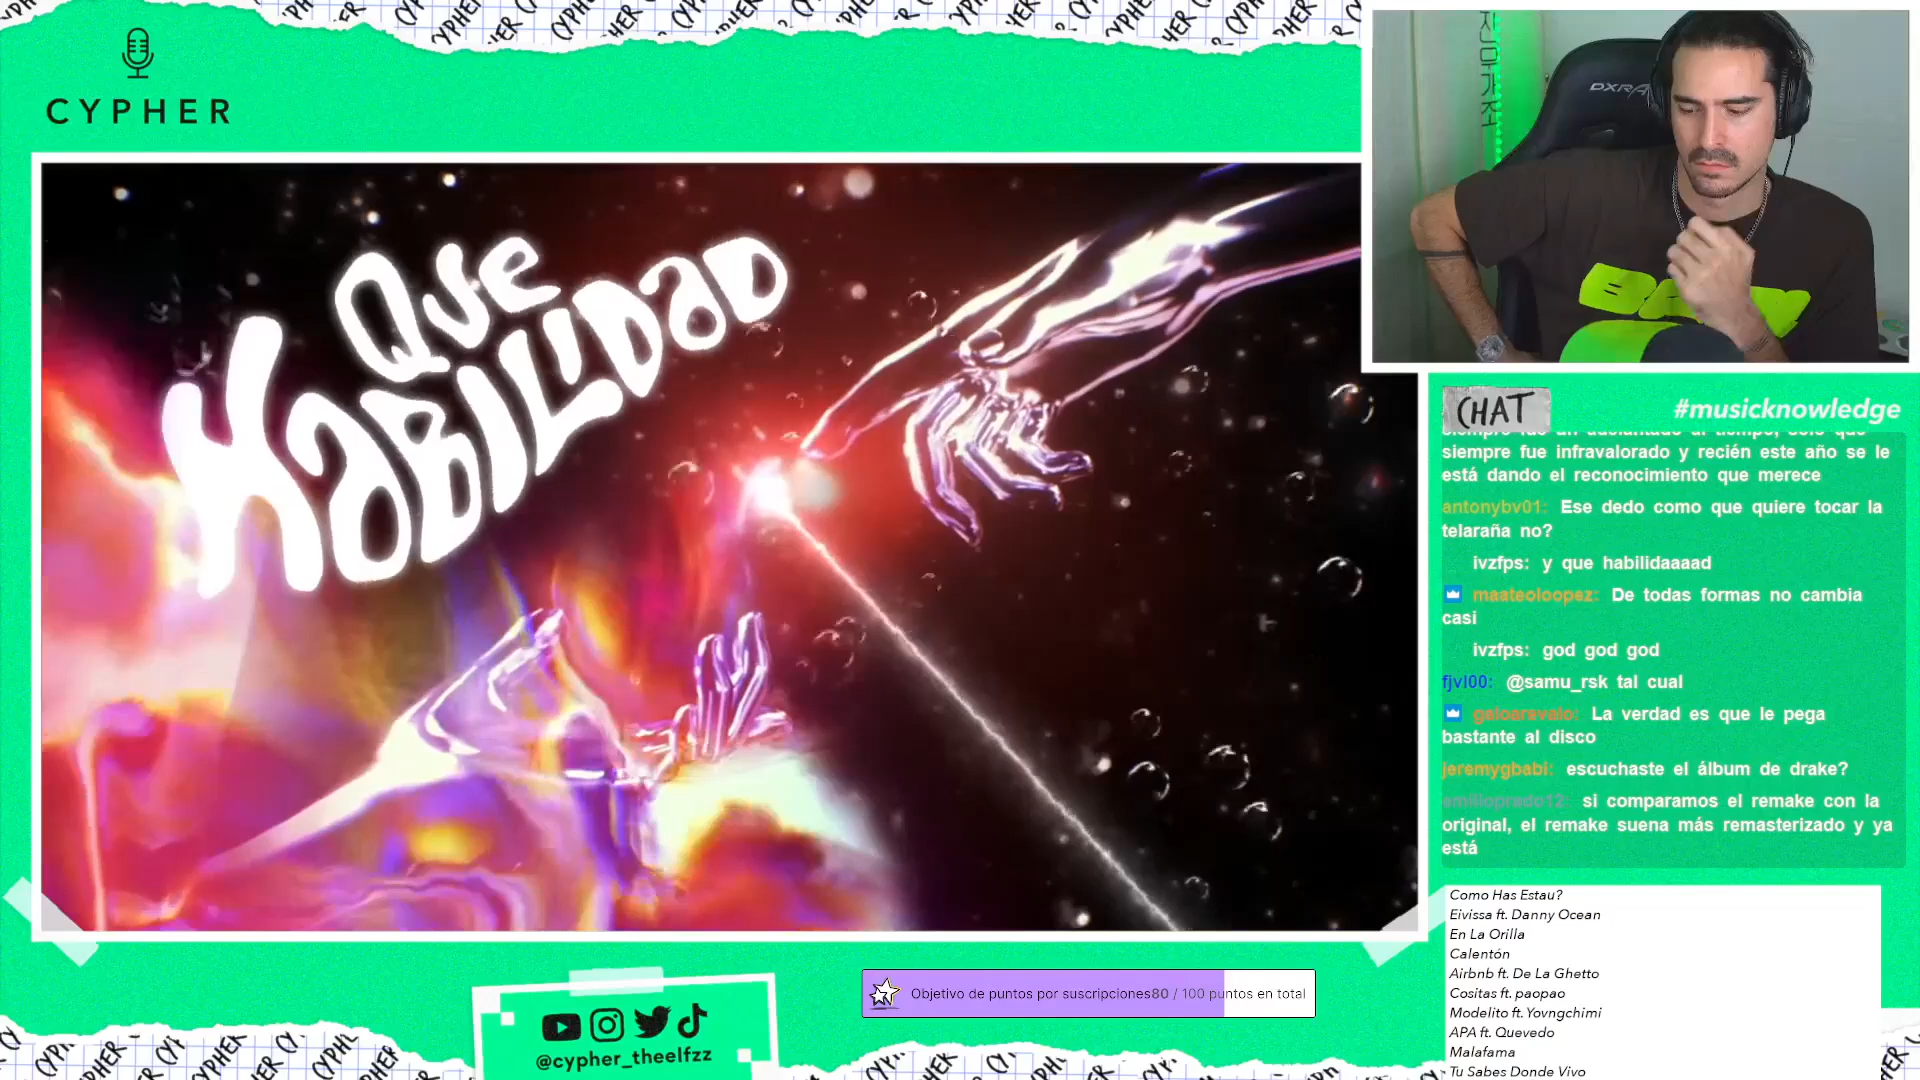 CYPHER
Que
Habilidad
DXRA
CHAT
#musicknowledge
siempre fue infravalorado y recién este año se le
está dando el reconocimiento que merece
antonybv01: Ese dedo como que quiere tocar la
telaraña no?
ivzfps: y que habilidaaaad
maateoloopez: De todas formas no cambia
casi
ivzfps: god god god
fjvl00: @samu_rsk tal cual
galoaravalo: La verdad es que le pega
bastante al disco
jeremygbabi: escuchaste el álbum de drake?
emilioprado12: si comparamos el remake con la
original, el remake suena más remasterizado y ya
está
Como Has Estau?
Eivissa ft. Danny Ocean
En La Orilla
Calentón
Airbnb ft. De La Ghetto
Cositas ft. paopao
Modelito ft. Yovngchimi
APA ft. Quevedo
Malafama
Tu Sabes Donde Vivo
Objetivo de puntos por suscripciones80 / 100 puntos en total
@cypher_theelfzz